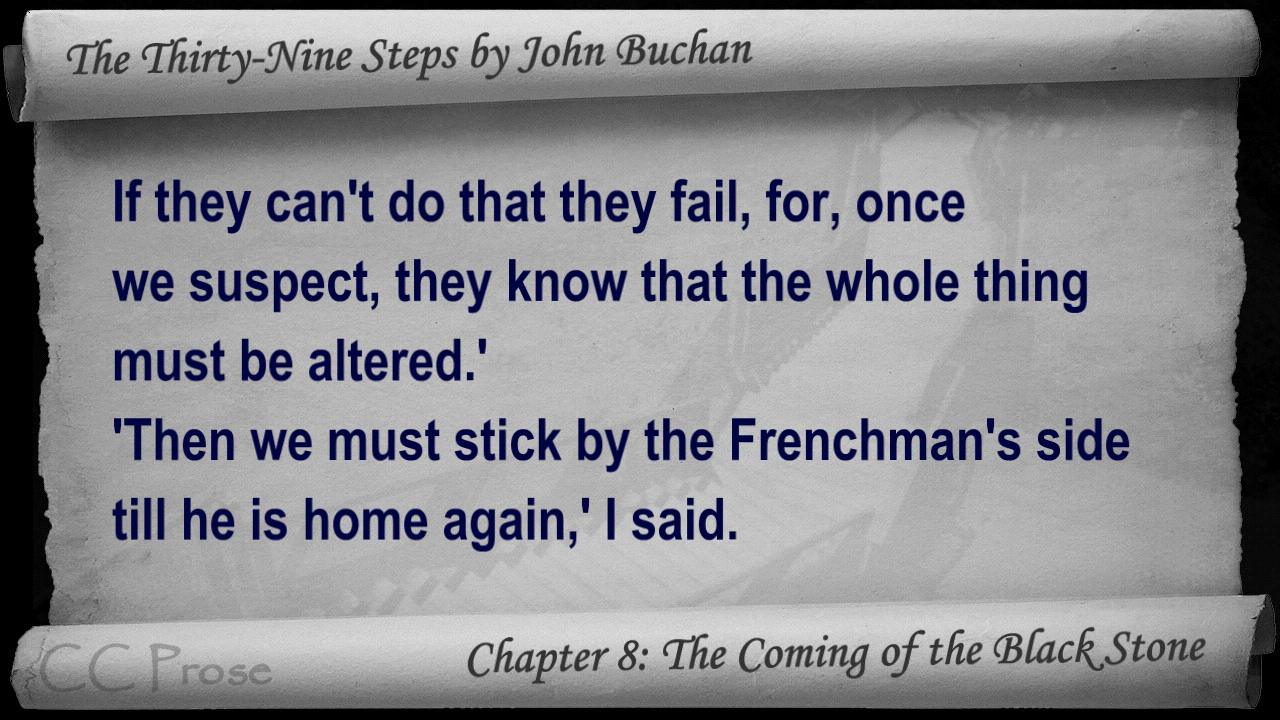 The Thirty-Nine Steps by John Buchan
If they can't do that they fail, for, once
we suspect, they know that the whole thing
must be altered.'
'Then we must stick by the Frenchman's side
till he is home again,' I said.
CC Prose
Chapter 8: The Coming of the Black Stone